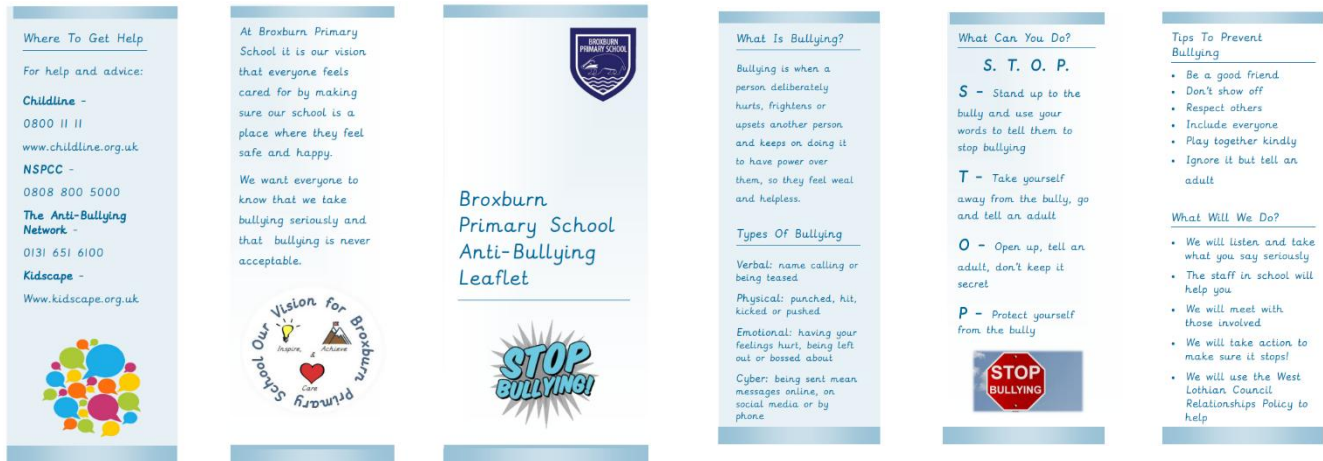 Where To Get Help
For help and advice:
Childline -
0800 11 11
www.childline.org.uk
NSPCC -
0808 800 5000
The Anti-Bullying
Network -
0131 651 6100
Kidscape -
Www.kidscape.org.uk
At Broxburn Primary
School it is our vision
that everyone feels
cared for by making
sure our school is a
place where they feel
safe and happy.
We want everyone to
know that we take
bullying seriously and
that bullying is never
acceptable.
Our Vision for Broxburn Primary School
Inspire,
Achieve
&
Care
BROXBURN
PRIMARY SCHOOL
Broxburn
Primary School
Anti-Bullying
Leaflet
STOP
BULLYING!
What Is Bullying?
Bullying is when a
person deliberately
hurts, frightens or
upsets another person
and keeps on doing it
to have power over
them, so they feel weal
and helpless.
Types Of Bullying
Verbal: name calling or
being teased
Physical: punched, hit,
kicked or pushed
Emotional: having your
feelings hurt, being left
out or bossed about
Cyber: being sent mean
messages online, on
social media or by
phone
What Can You Do?
S. T. O. P.
S - Stand up to the
bully and use your
words to tell them to
stop bullying
T - Take yourself
away from the bully, go
and tell an adult
O - Open up, tell an
adult, don't keep it
secret
P - Protect yourself
from the bully
STOP
BULLYING
Tips To Prevent
Bullying
• Be a good friend
• Don't show off
• Respect others
• Include everyone
• Play together kindly
• Ignore it but tell an
adult
What Will We Do?
• We will listen and take
what you say seriously
• The staff in school will
help you
• We will meet with
those involved
• We will take action to
make sure it stops!
• We will use the West
Lothian Council
Relationships Policy to
help